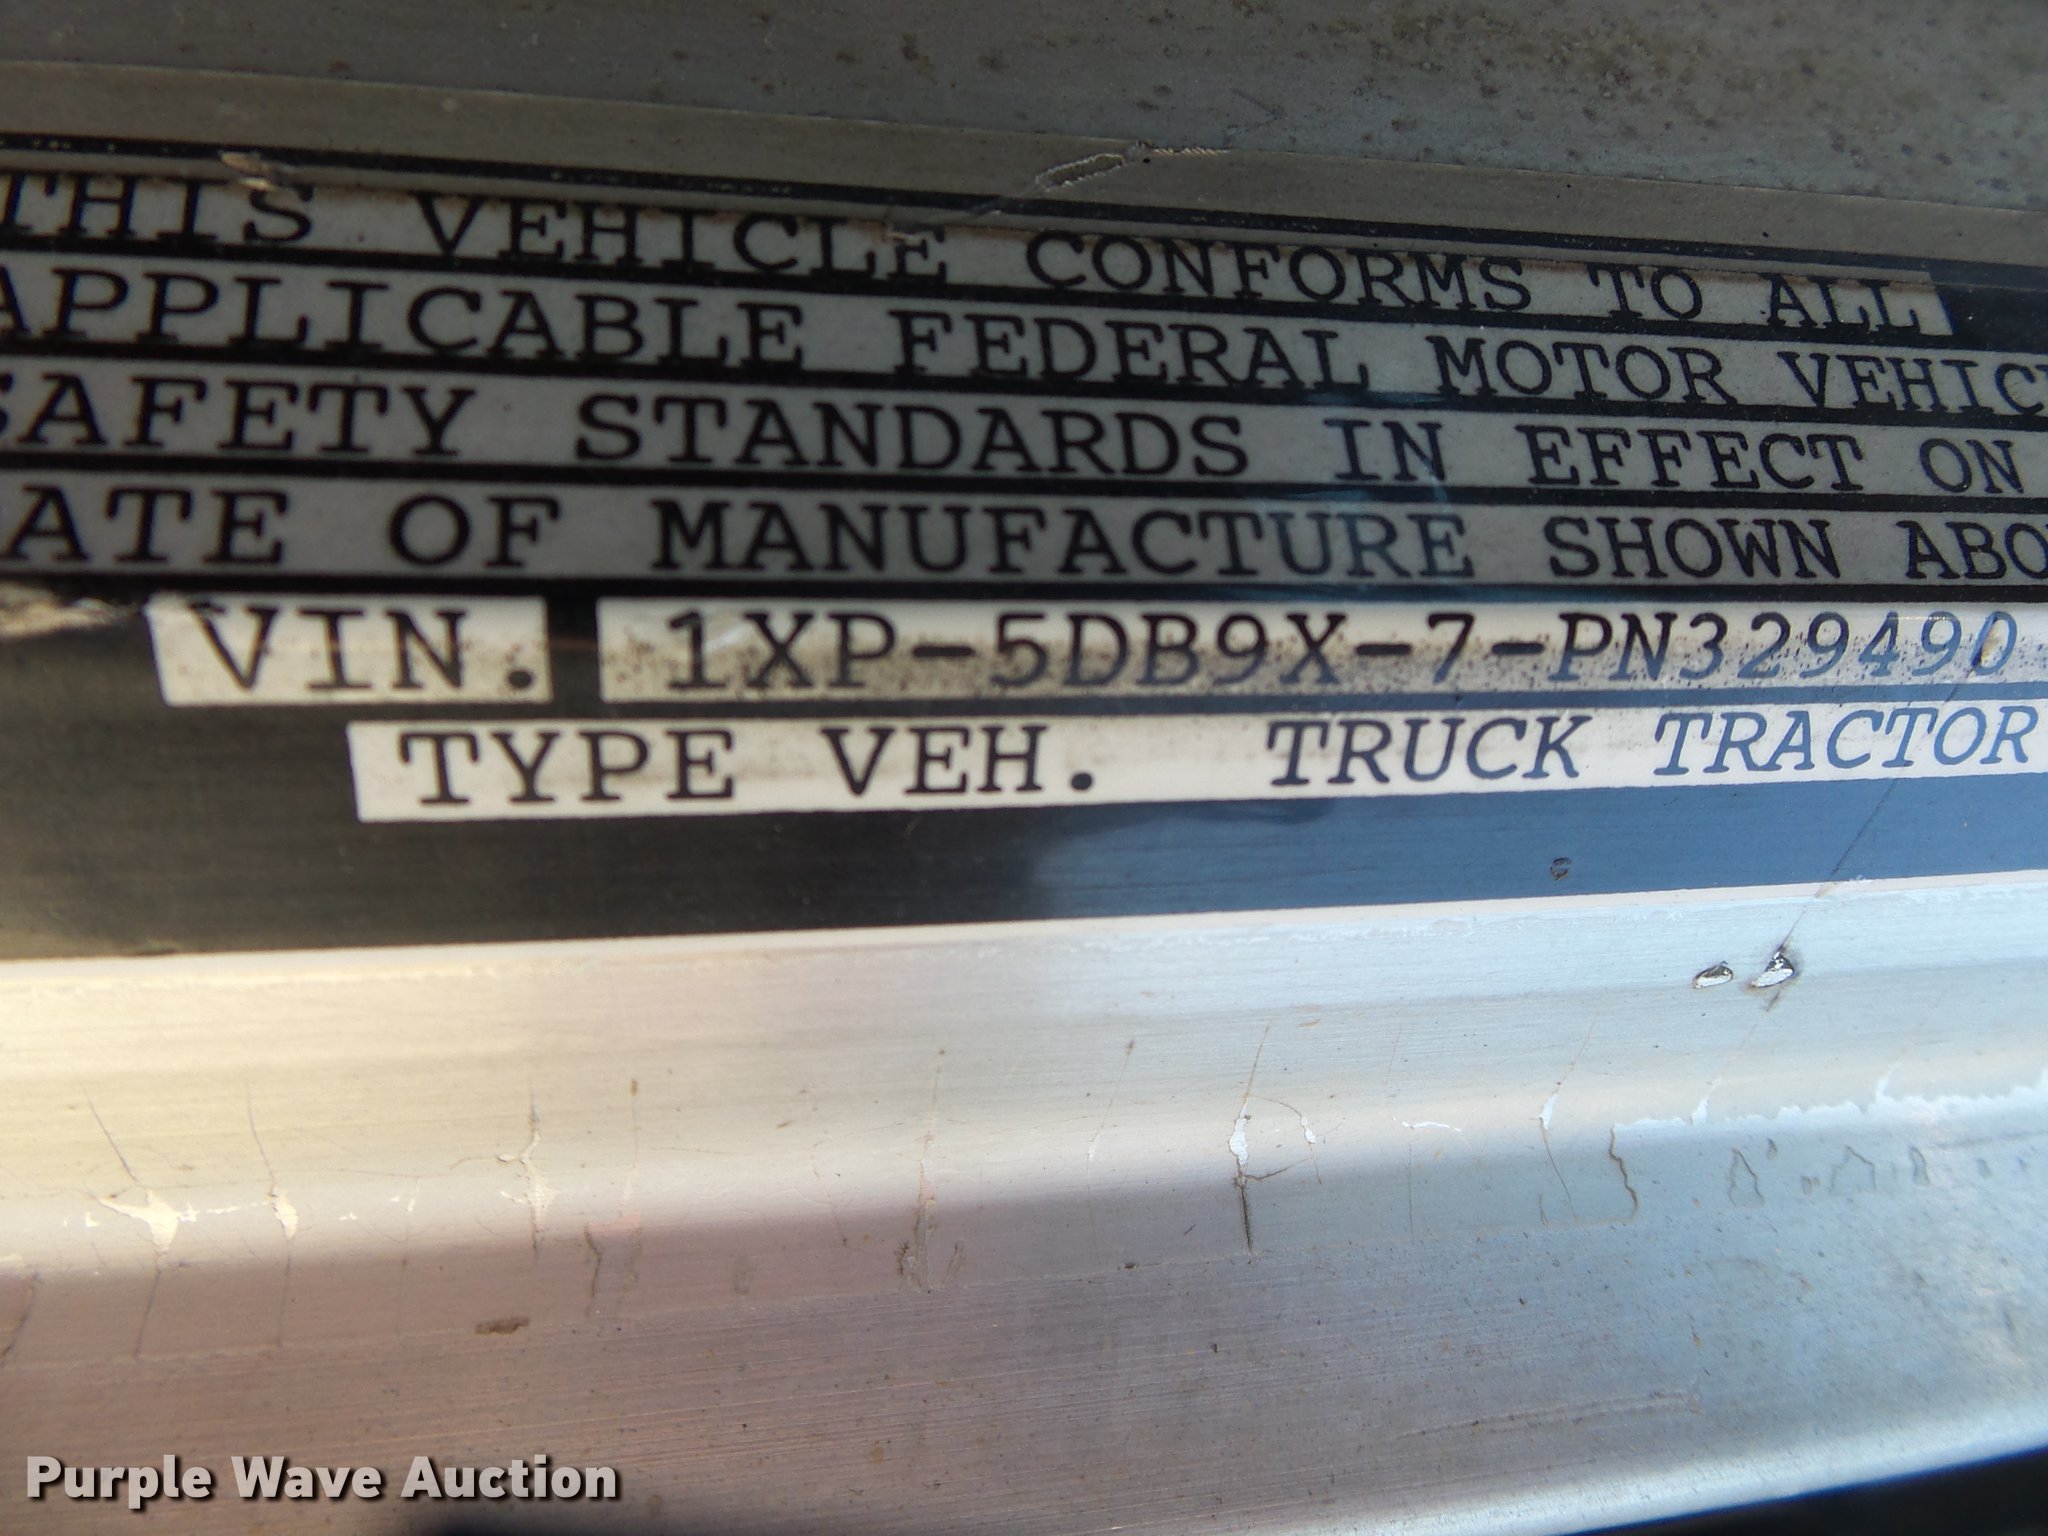 THIS VEHICLE CONFORMS TO ALL
APPLICABLE FEDERAL MOTOR VEHIC
SAFETY STANDARDS IN EFFECT ON
ATE OF MANUFACTURE SHOWN ABO
VIN. 1XP-5DB9X-7-PN329490
TYPE VEH. TRUCK TRACTOR
Purple Wave Auction